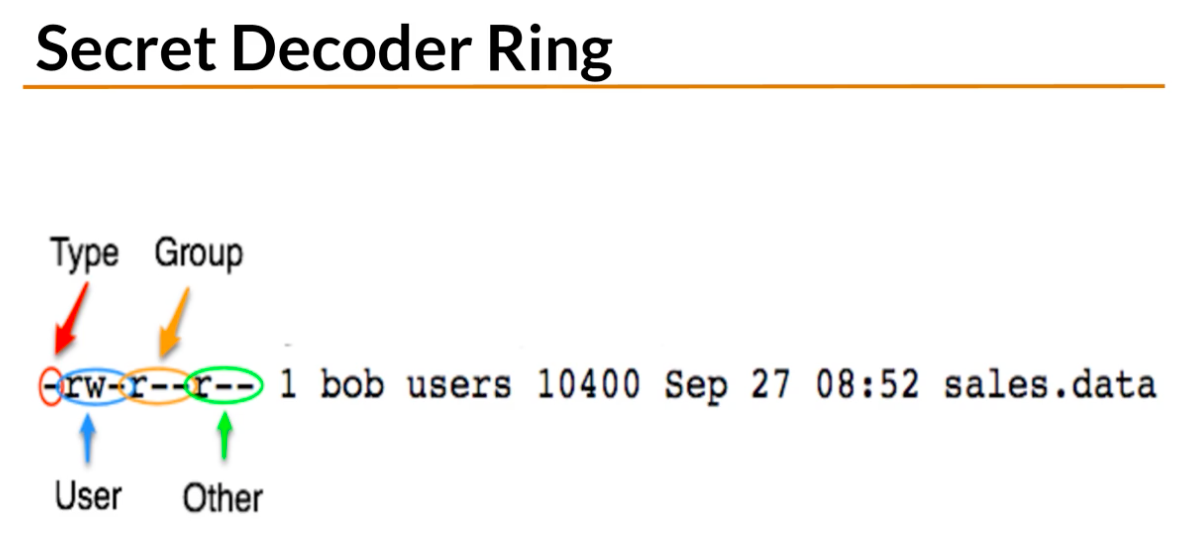 Secret Decoder Ring
Type Group
-rw-r--r-- 1 bob users 10400 Sep 27 08:52 sales.data
User Other